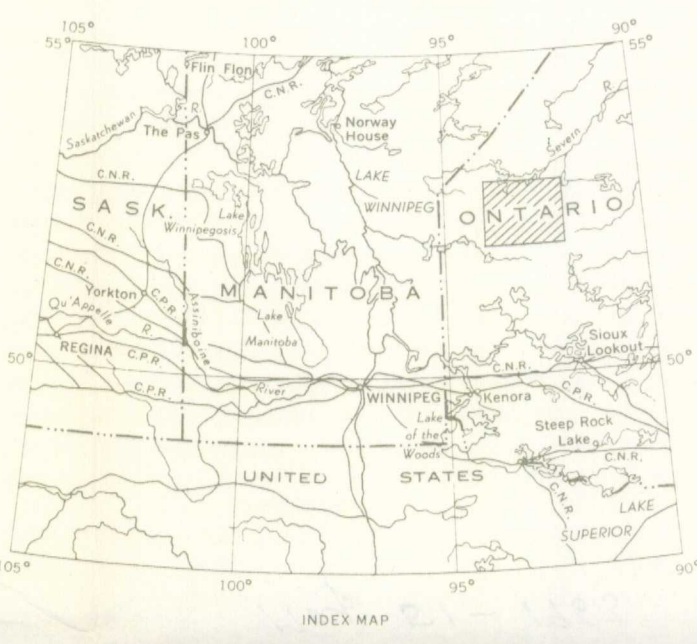 105°
100°
95°
90°
55°
55°
Flin Flon
C.N.R.
S. R.
Saskatchewan
The Pas
Norway
House
Severn
R.
C.N.R.
LAKE
WINNIPEG
SASK.
Lake
Winnipegosis
ONTARIO
C.N.R.
C.N.R.
Yorkton
C.P.R.
MANITOBA
Assiniboine
Qu'Appelle
R.
Lake
Manitoba
Sioux
Lookout
50°
50°
REGINA
C.P.R.
C.N.R.
C.P.R.
River
WINNIPEG
Kenora
C.P.R.
Lake
of the
Woods
Steep Rock
Lake
C.N.R.
UNITED STATES
C.N.R.
LAKE
SUPERIOR
105°
100°
95°
90°
INDEX MAP